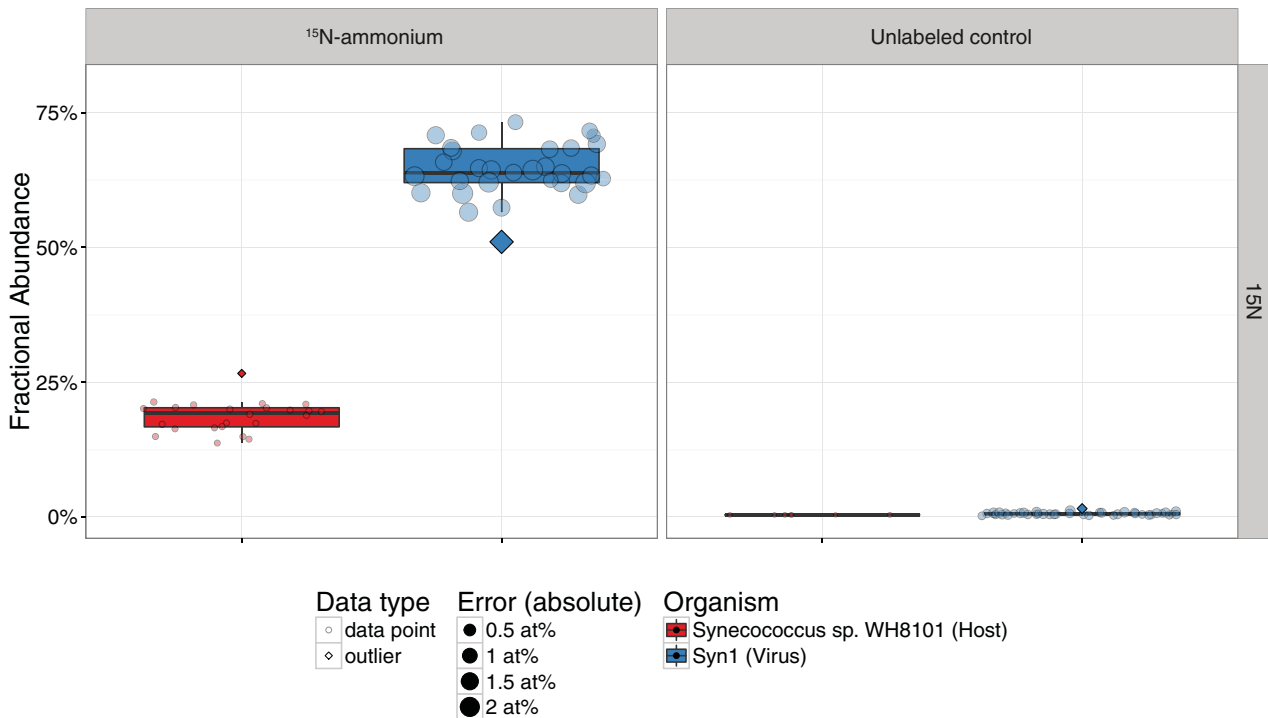 ¹⁵N-ammonium
Unlabeled control
Fractional Abundance
75%
50%
25%
0%
15N
Data type
data point
outlier
Error (absolute)
0.5 at%
1 at%
1.5 at%
2 at%
Organism
Synecococcus sp. WH8101 (Host)
Syn1 (Virus)